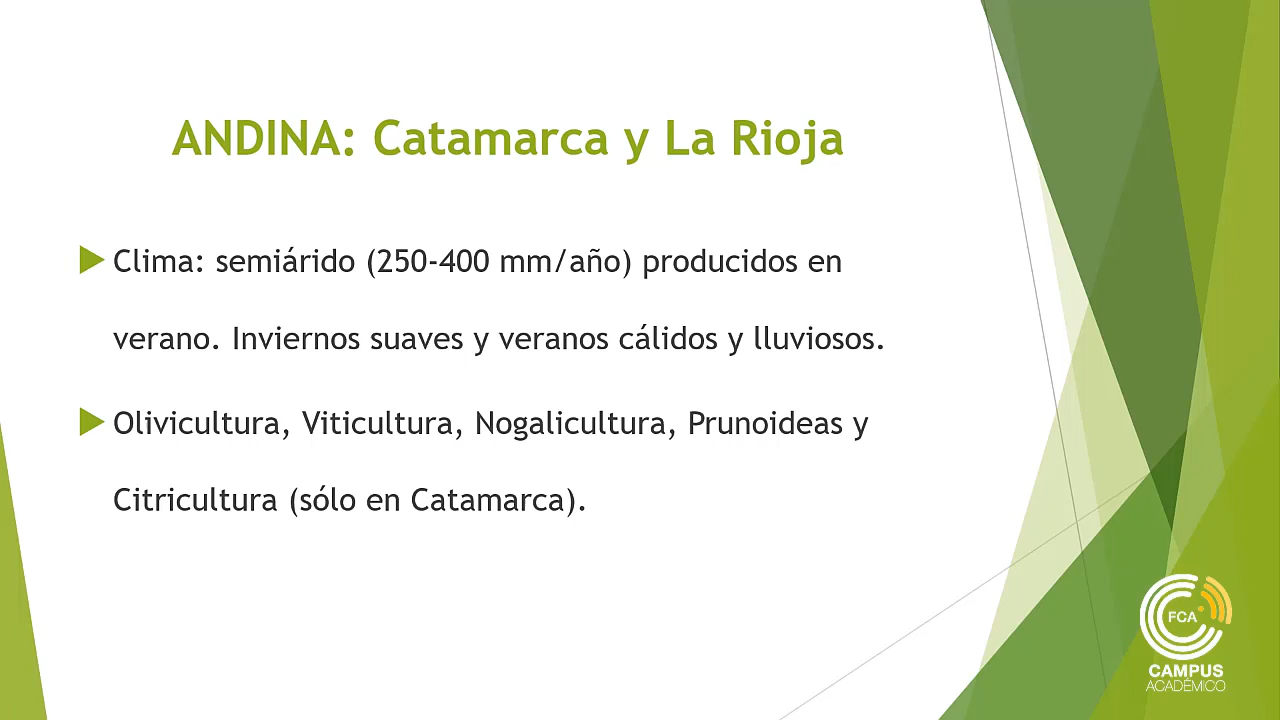 ANDINA: Catamarca y La Rioja
Clima: semiárido (250-400 mm/año) producidos en
verano. Inviernos suaves y veranos cálidos y lluviosos.
Olivicultura, Viticultura, Nogalicultura, Prunoideas y
Citricultura (sólo en Catamarca).
FCA
CAMPUS
ACADÉMICO